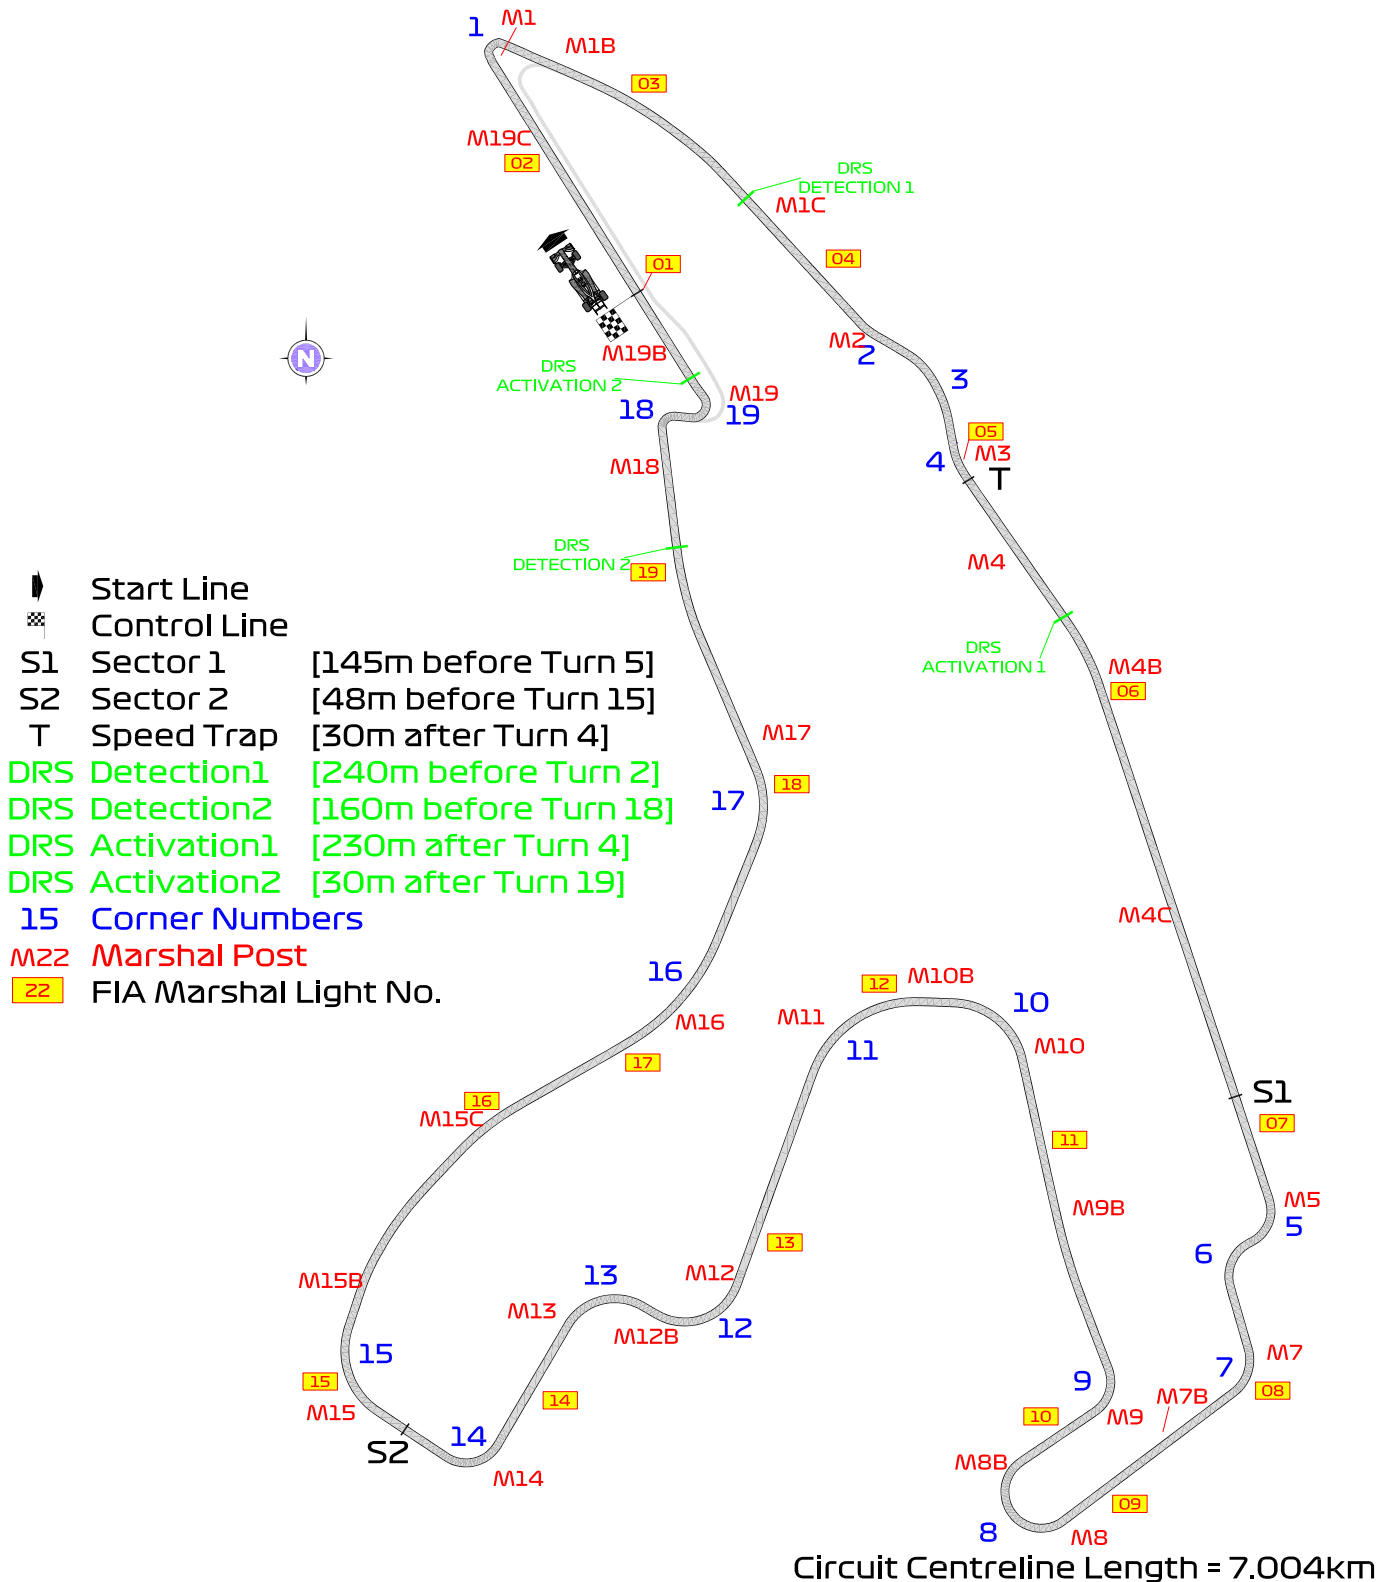 M1
1
M1B
03
M19C
02
DRS
DETECTION 1
M1C
04
01
M2
2
M19B
DRS
ACTIVATION 2
3
M19
18
19
05
M3
4
T
M18
N
DRS
DETECTION 2
19
M4
DRS
ACTIVATION 1
M4B
06
Start Line
Control Line
S1 Sector 1 [145m before Turn 5]
S2 Sector 2 [48m before Turn 15]
T Speed Trap [30m after Turn 4]
DRS Detection1 [240m before Turn 2]
DRS Detection2 [160m before Turn 18]
DRS Activation1 [230m after Turn 4]
DRS Activation2 [30m after Turn 19]
15 Corner Numbers
M22 Marshal Post
22 FIA Marshal Light No.
M17
18
17
M4C
16
M16
17
12
M10B
10
M11
11
M10
16
M15C
S1
07
11
M5
5
M9B
6
13
M12
13
M15B
M13
M12B
12
15
15
M15
7
M7
08
9
M7B
14
10
M9
S2
14
M14
M8B
09
8
M8
Circuit Centreline Length = 7.004km